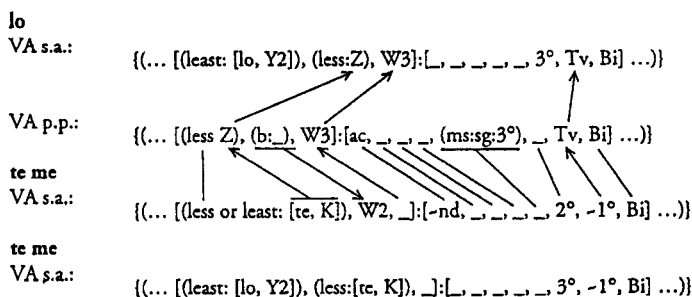 lo
VA s.a.:
{(... [(least: [lo, Y2]), (less:Z), W3]:[_, _, _, _, _, 3°, Tv, Bi] ...)}
VA p.p.:
{(... [(less Z), (b:_), W3]:[ac, _, _, _, (ms:sg:3°), _, Tv, Bi] ...)}
te me
VA s.a.:
{(... [(less or least: [te, K]), W2, _]:[-nd, _, _, _, _, 2°, -1°, Bi] ...)}
te me
VA s.a.:
{(... [(least: [lo, Y2]), (less:[te, K]), _]:[_, _, _, _, _, 3°, -1°, Bi] ...)}